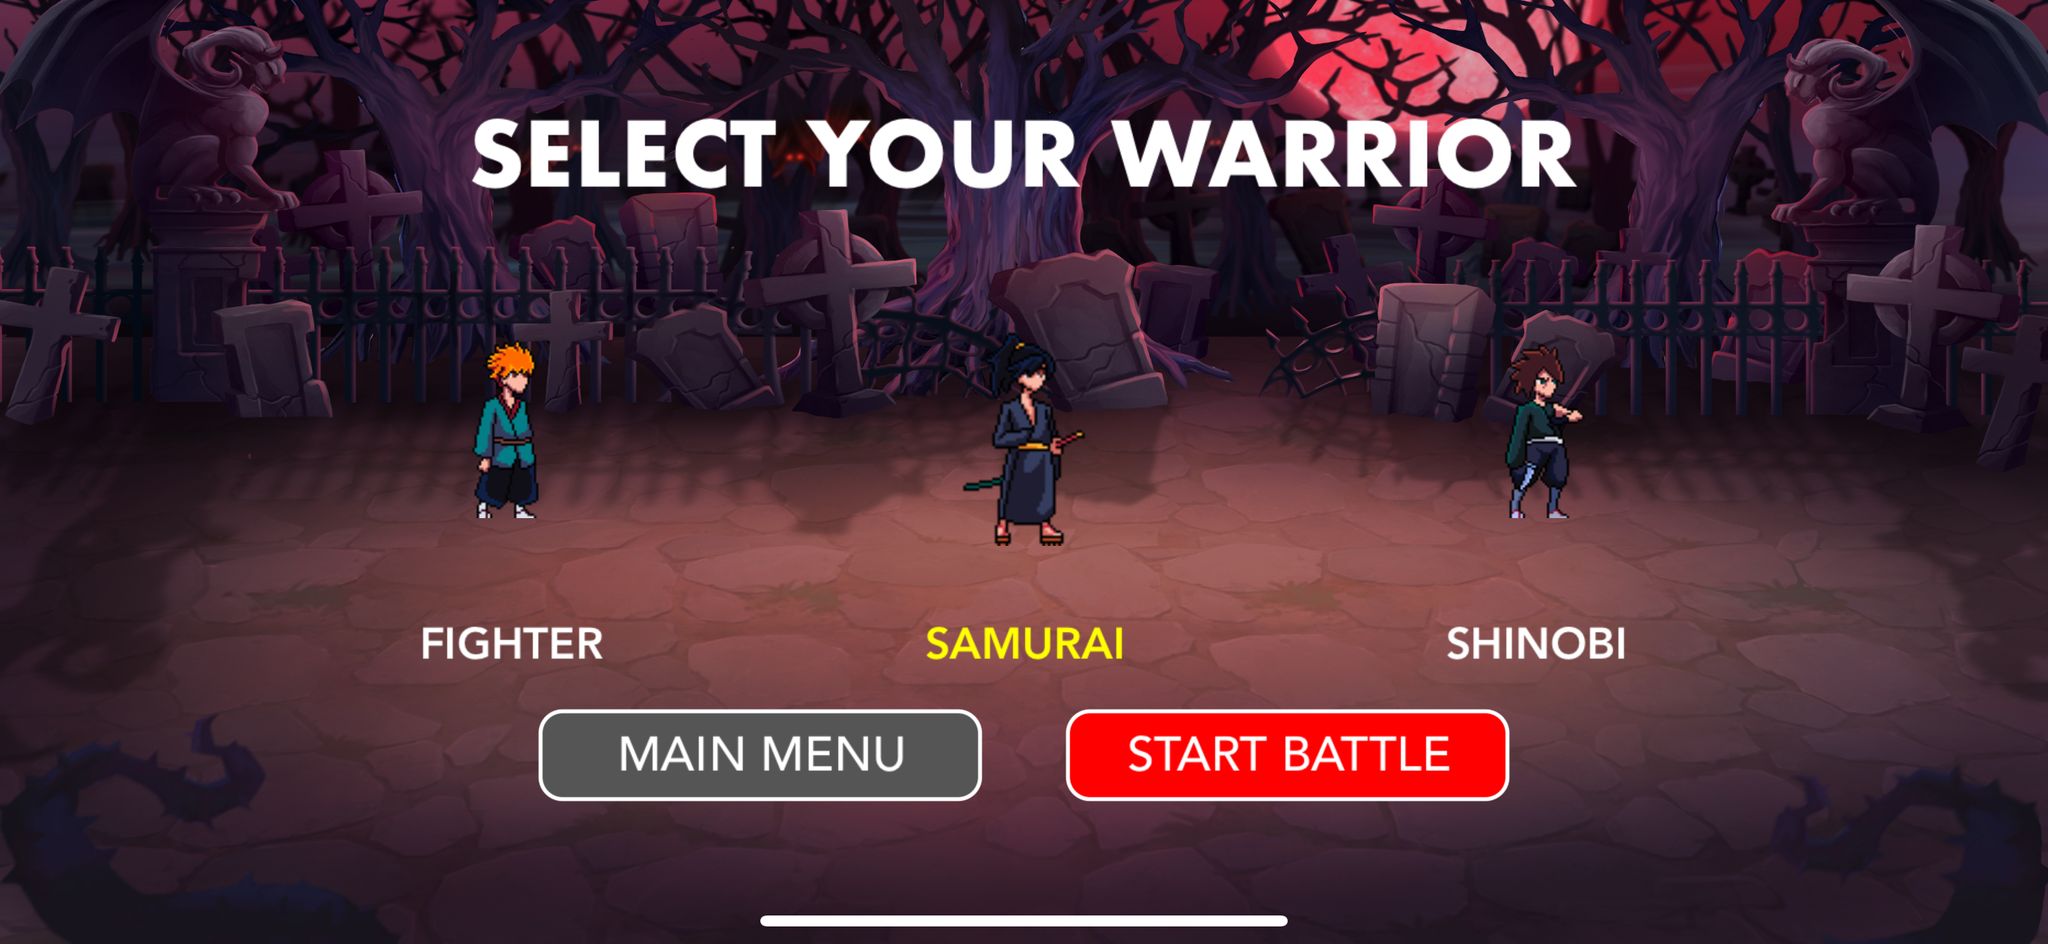 SELECT YOUR WARRIOR
FIGHTER
SAMURAI
SHINOBI
MAIN MENU
START BATTLE